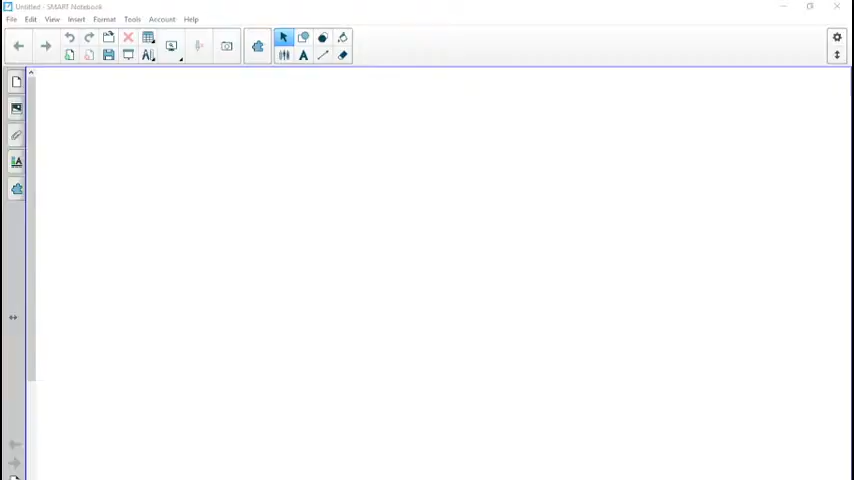 Untitled - SMART Notebook
File Edit View Insert Format Tools Account Help